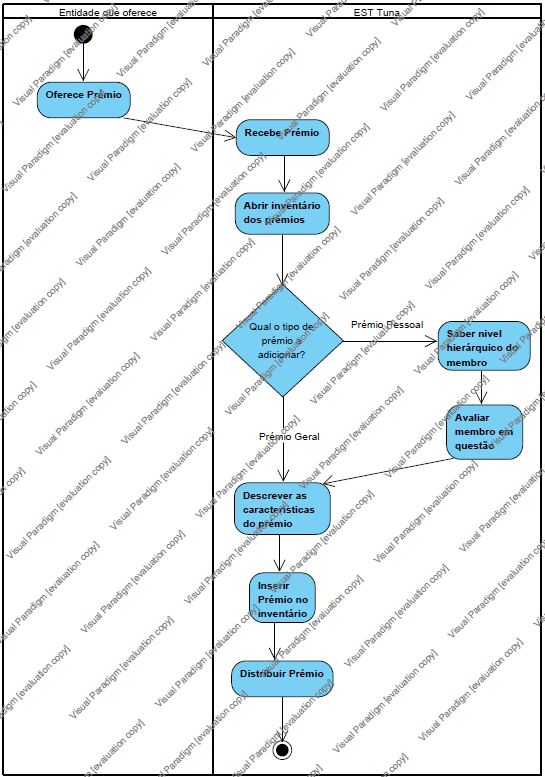 Entidade que oferece
EST Tuna
Oferece Prémio
Recebe Prémio
Abrir inventário
dos prémios
Qual o tipo de
prémio a
adicionar?
Prémio Pessoal
Saber nivel
hierárquico do
membro
Avaliar
membro em
questão
Prémio Geral
Descrever as
características
do prémio
Inserir
Prémio no
inventário
Distribuir Prémio
Visual Paradigm [evaluation copy]